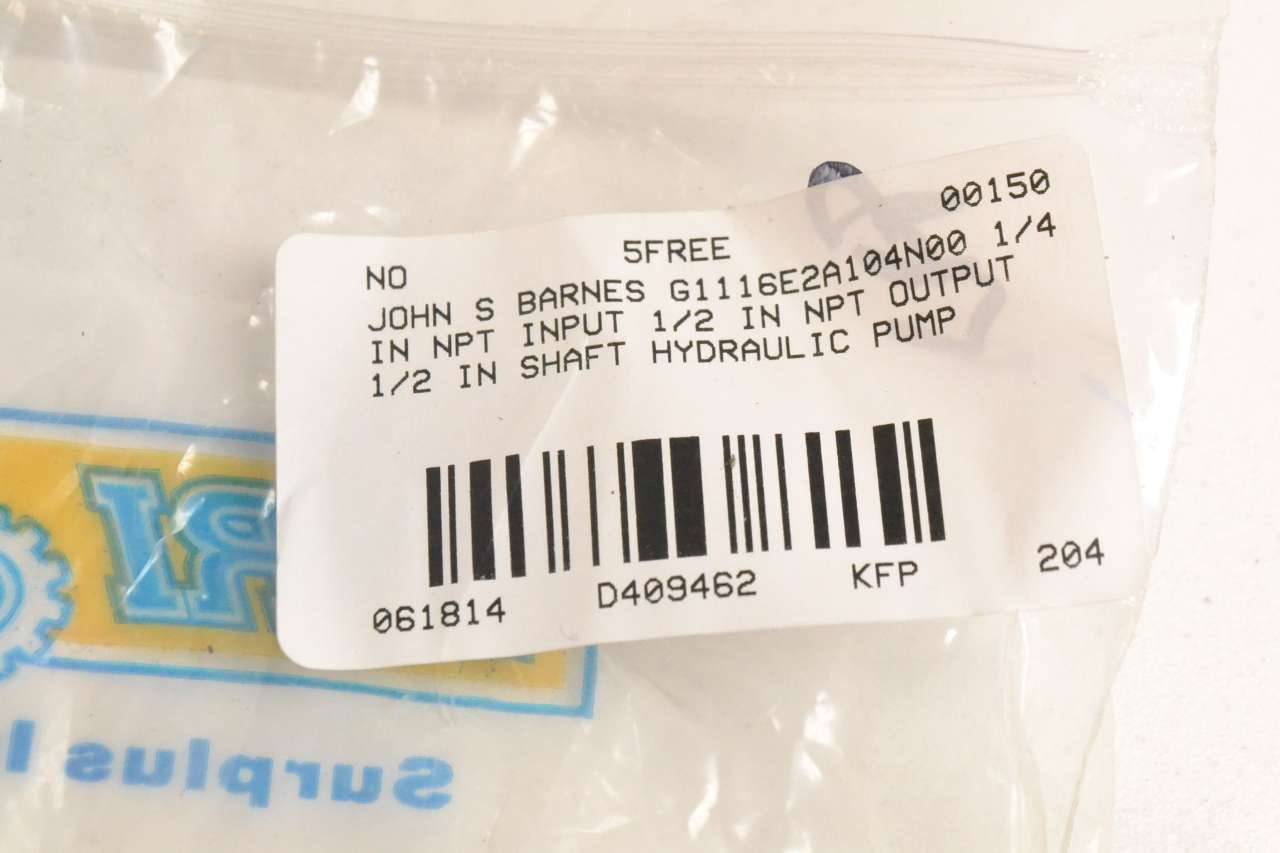 NO 5FREE 00150
JOHN S BARNES G1116E2A104N00 1/4
IN NPT INPUT 1/2 IN NPT OUTPUT
1/2 IN SHAFT HYDRAULIC PUMP
061814 D409462 KFP 204
RI
Surplus I